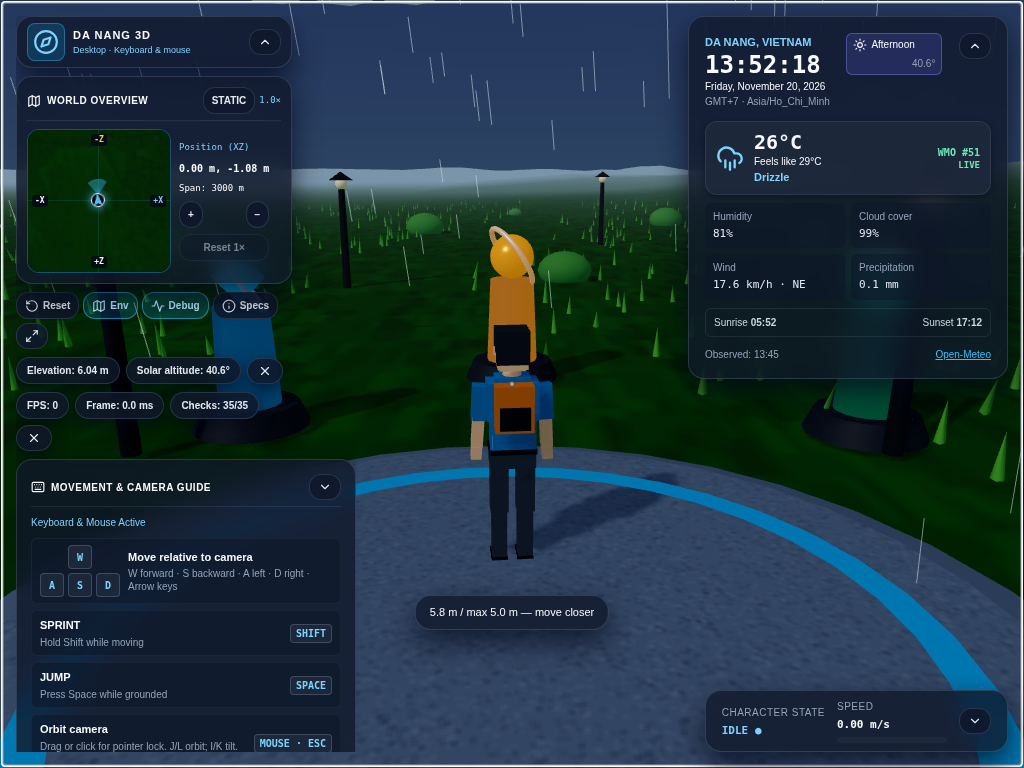 DA NANG 3D
Desktop · Keyboard & mouse
WORLD OVERVIEW
STATIC
1.0×
-Z
-X
+X
+Z
Position (XZ)
0.00 m, -1.08 m
Span: 3000 m
+
−
Reset 1×
Reset
Env
Debug
Specs
Elevation: 6.04 m
Solar altitude: 40.6°
FPS: 0
Frame: 0.0 ms
Checks: 35/35
MOVEMENT & CAMERA GUIDE
Keyboard & Mouse Active
W
A S D
Move relative to camera
W forward · S backward · A left · D right ·
Arrow keys
SPRINT
Hold Shift while moving
SHIFT
JUMP
Press Space while grounded
SPACE
Orbit camera
Drag or click for pointer lock. J/L orbit; I/K tilt.
MOUSE · ESC
5.8 m / max 5.0 m — move closer
DA NANG, VIETNAM
13:52:18
Friday, November 20, 2026
GMT+7 · Asia/Ho_Chi_Minh
Afternoon
40.6°
26°C
Feels like 29°C
Drizzle
WMO #51
LIVE
Humidity
81%
Cloud cover
99%
Wind
17.6 km/h · NE
Precipitation
0.1 mm
Sunrise 05:52
Sunset 17:12
Observed: 13:45
Open-Meteo
CHARACTER STATE
IDLE ●
SPEED
0.00 m/s